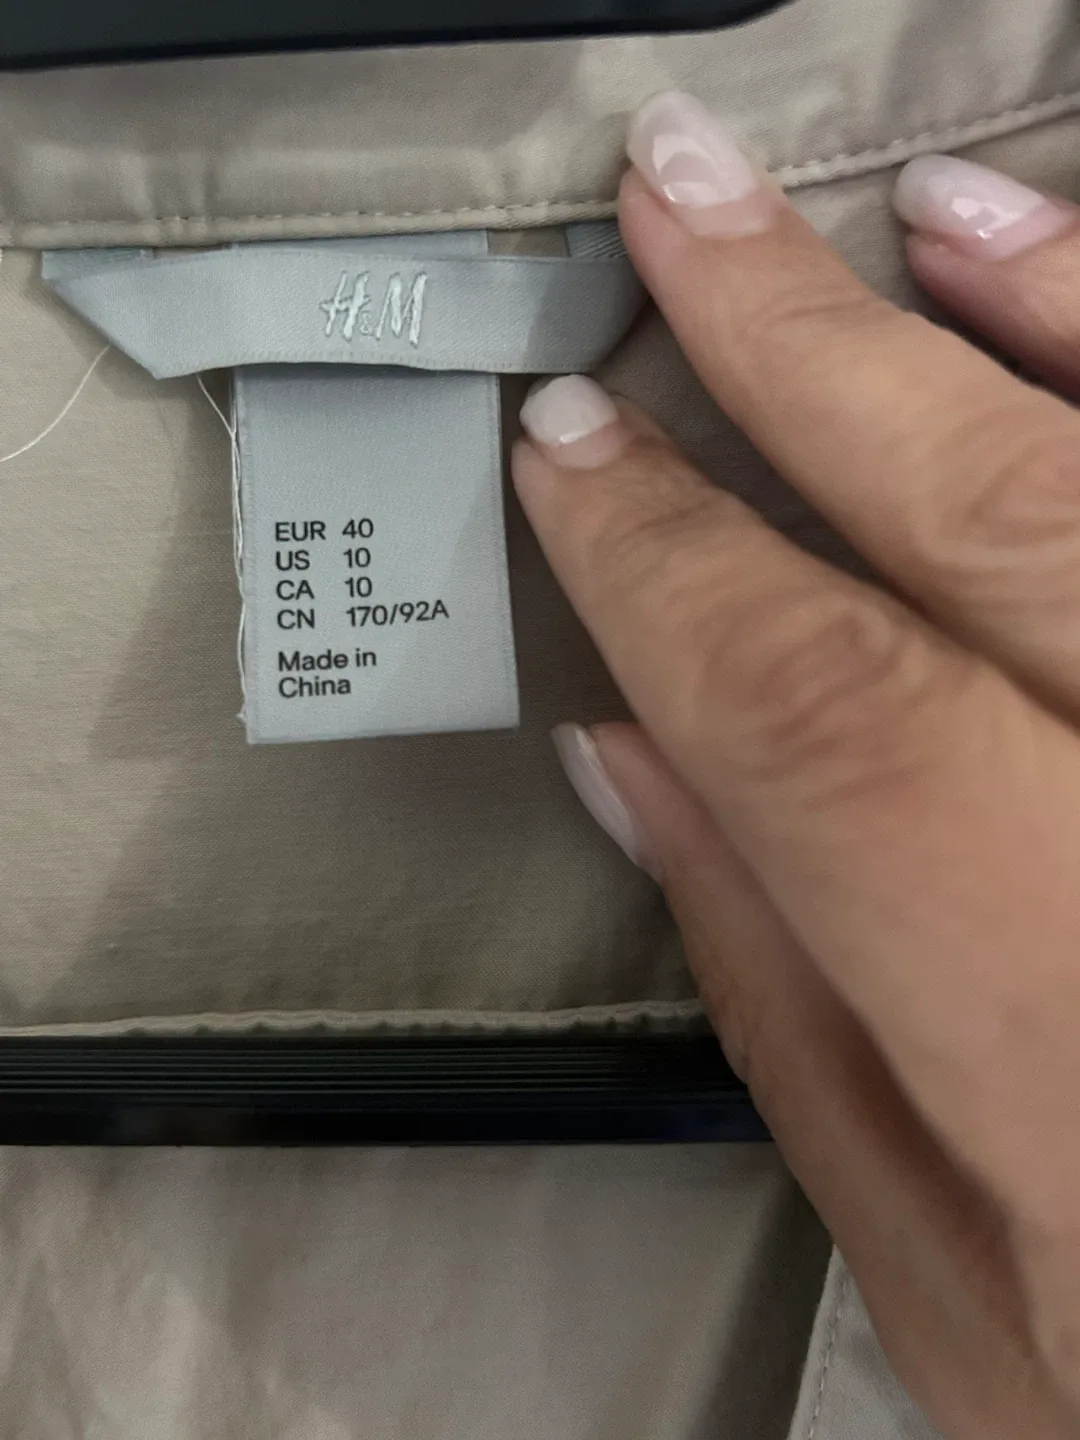 H&M
EUR 40
US 10
CA 10
CN 170/92A
Made in
China